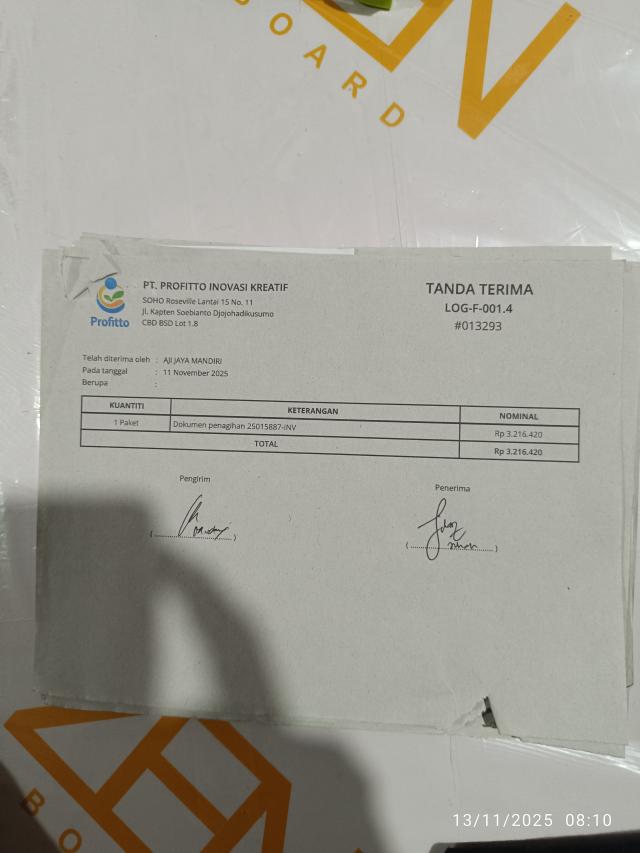 BOARD
PT. PROFITTO INOVASI KREATIF
SOHO Roseville Lantai 15 No. 11
Jl. Kapten Soebianto Djojohadikusumo
CBD BSD Lot 1.8
Profitto
TANDA TERIMA
LOG-F-001.4
#013293
Telah diterima oleh : AJI JAYA MANDIRI
Pada tanggal : 11 November 2025
Berupa :
KUANTITI KETERANGAN NOMINAL
1 Paket Dokumen penagihan 25015887-INV Rp 3.216.420
TOTAL Rp 3.216.420
Pengirim Penerima
(....................) (....................)
BO
13/11/2025 08:10